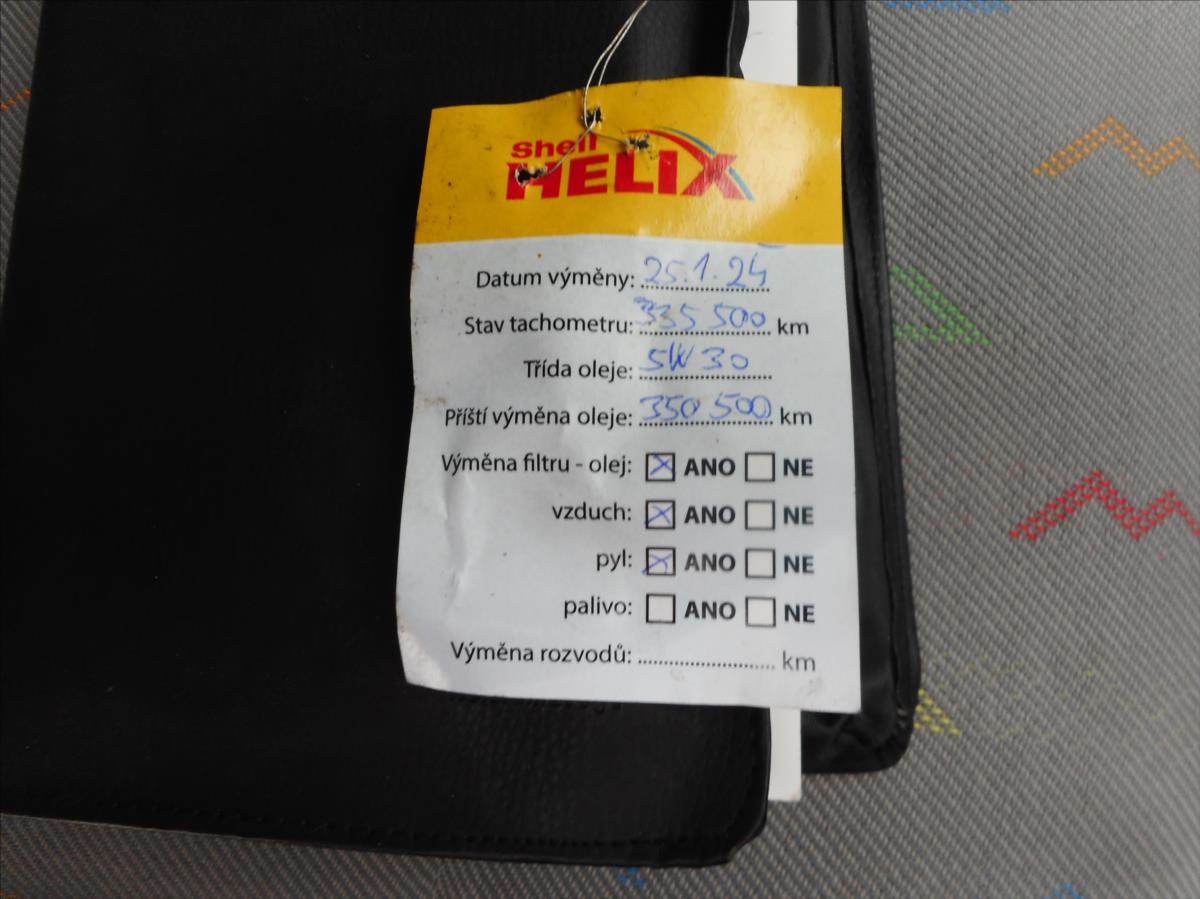 Shell
HELIX
Datum výměny: 25.1.24
Stav tachometru: 335 500 km
Třída oleje: 5W30
Příští výměna oleje: 350 500 km
Výměna filtru - olej: ☒ ANO ☐ NE
vzduch: ☒ ANO ☐ NE
pyl: ☒ ANO ☐ NE
palivo: ☐ ANO ☐ NE
Výměna rozvodů: .......................... km